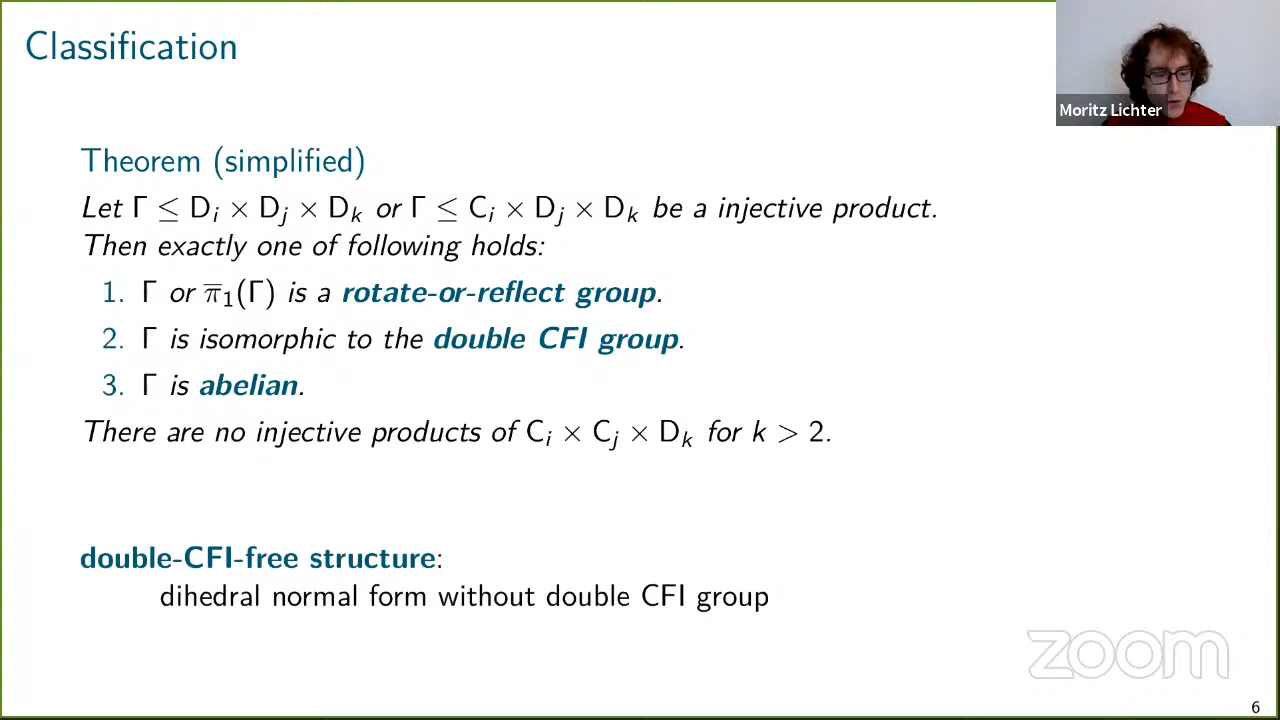 Classification
Moritz Lichter
Theorem (simplified)
Let Γ ≤ D_i × D_j × D_k or Γ ≤ C_i × D_j × D_k be a injective product.
Then exactly one of following holds:
1. Γ or π̅₁(Γ) is a rotate-or-reflect group.
2. Γ is isomorphic to the double CFI group.
3. Γ is abelian.
There are no injective products of C_i × C_j × D_k for k > 2.
double-CFI-free structure:
dihedral normal form without double CFI group
zoom
6